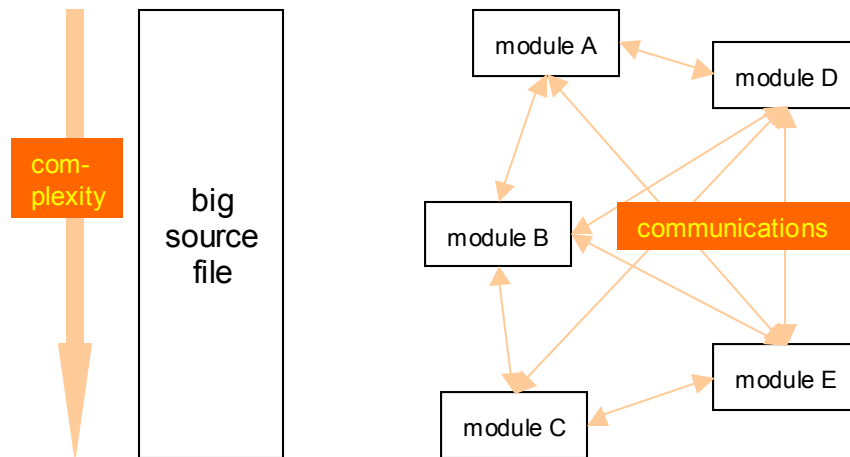 com-
plexity
big
source
file
module A
module D
module B
communications
module E
module C